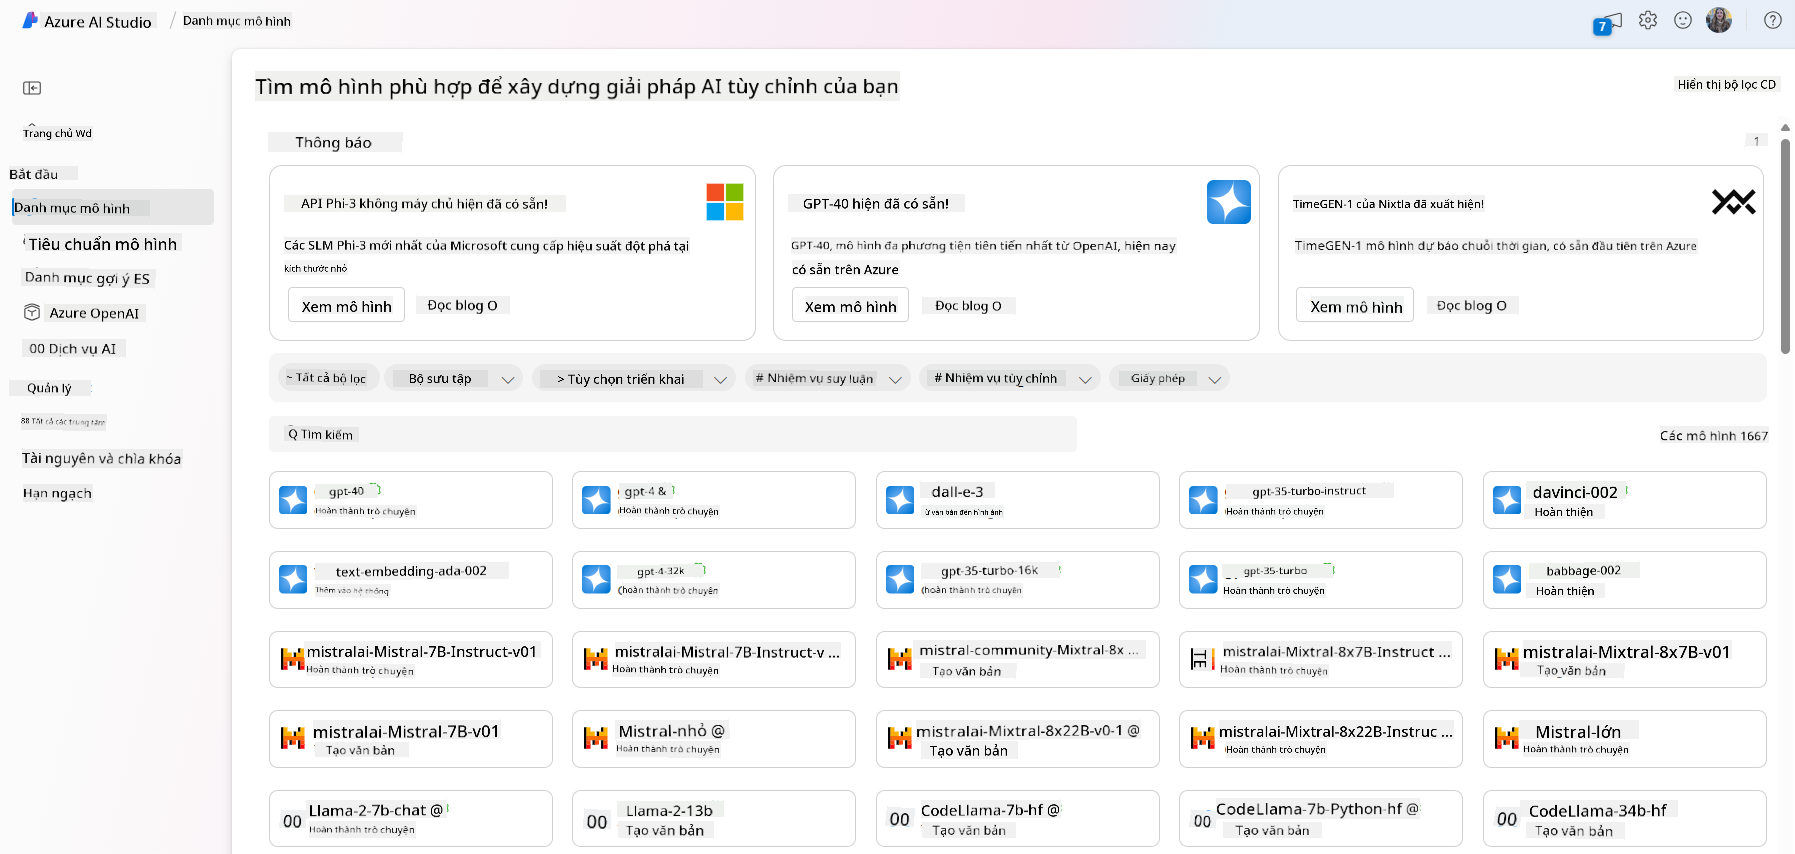 Azure AI Studio / Danh mục mô hình
7
Trang chủ Wd
Bắt đầu
Danh mục mô hình
Tiêu chuẩn mô hình
Danh mục gợi ý ES
Azure OpenAI
00 Dịch vụ AI
Quản lý
88 Tất cả các trung tâm
Tài nguyên và chìa khóa
Hạn ngạch
Tìm mô hình phù hợp để xây dựng giải pháp AI tùy chỉnh của bạn
Hiển thị bộ lọc CD
Thông báo
1
API Phi-3 không máy chủ hiện đã có sẵn!
Các SLM Phi-3 mới nhất của Microsoft cung cấp hiệu suất đột phá tại
kích thước nhỏ
Xem mô hình
Đọc blog O
GPT-40 hiện đã có sẵn!
GPT-40, mô hình đa phương tiện tiên tiến nhất từ OpenAI, hiện nay
có sẵn trên Azure
Xem mô hình
Đọc blog O
TimeGEN-1 của Nixtla đã xuất hiện!
TimeGEN-1 mô hình dự báo chuỗi thời gian, có sẵn đầu tiên trên Azure
Xem mô hình
Đọc blog O
~ Tất cả bộ lọc
Bộ sưu tập
> Tùy chọn triển khai
# Nhiệm vụ suy luận
# Nhiệm vụ tùy chỉnh
Giấy phép
Q Tìm kiếm
Các mô hình 1667
gpt-40
Hoàn thành trò chuyện
gpt-4 &
Hoàn thành trò chuyện
dall-e-3
ừ văn bản đến hình ảnh
gpt-35-turbo-instruct
Hoàn thành trò chuyện
davinci-002
Hoàn thiện
text-embedding-ada-002
Thêm vào hệ thống
gpt-4-32k
(hoàn thành trò chuyện
gpt-35-turbo-16k
(hoàn thành trò chuyện
gpt-35-turbo
Hoàn thành trò chuyện
babbage-002
Hoàn thiện
mistralai-Mistral-7B-Instruct-v01
Hoàn thành trò chuyện
mistralai-Mistral-7B-Instruct-v ...
Hoàn thành trò chuyện
mistral-community-Mixtral-8x ...
Tạo văn bản
mistralai-Mixtral-8x7B-Instruct ...
Hoàn thành trò chuyện
mistralai-Mixtral-8x7B-v01
Tạo văn bản
mistralai-Mistral-7B-v01
Tạo văn bản
Mistral-nhỏ @
Hoàn thành trò chuyện
mistralai-Mixtral-8x22B-v0-1 @
Tạo văn bản
mistralai-Mixtral-8x22B-Instruc ...
Hoàn thành trò chuyện
Mistral-lớn
Hoàn thành trò chuyện
00 Llama-2-7b-chat @
Hoàn thành trò chuyện
00 Llama-2-13b
Tạo văn bản
00 CodeLlama-7b-hf @
Tạo văn bản
00 CodeLlama-7b-Python-hf @
Tạo văn bản
00 CodeLlama-34b-hf
Tạo văn bản